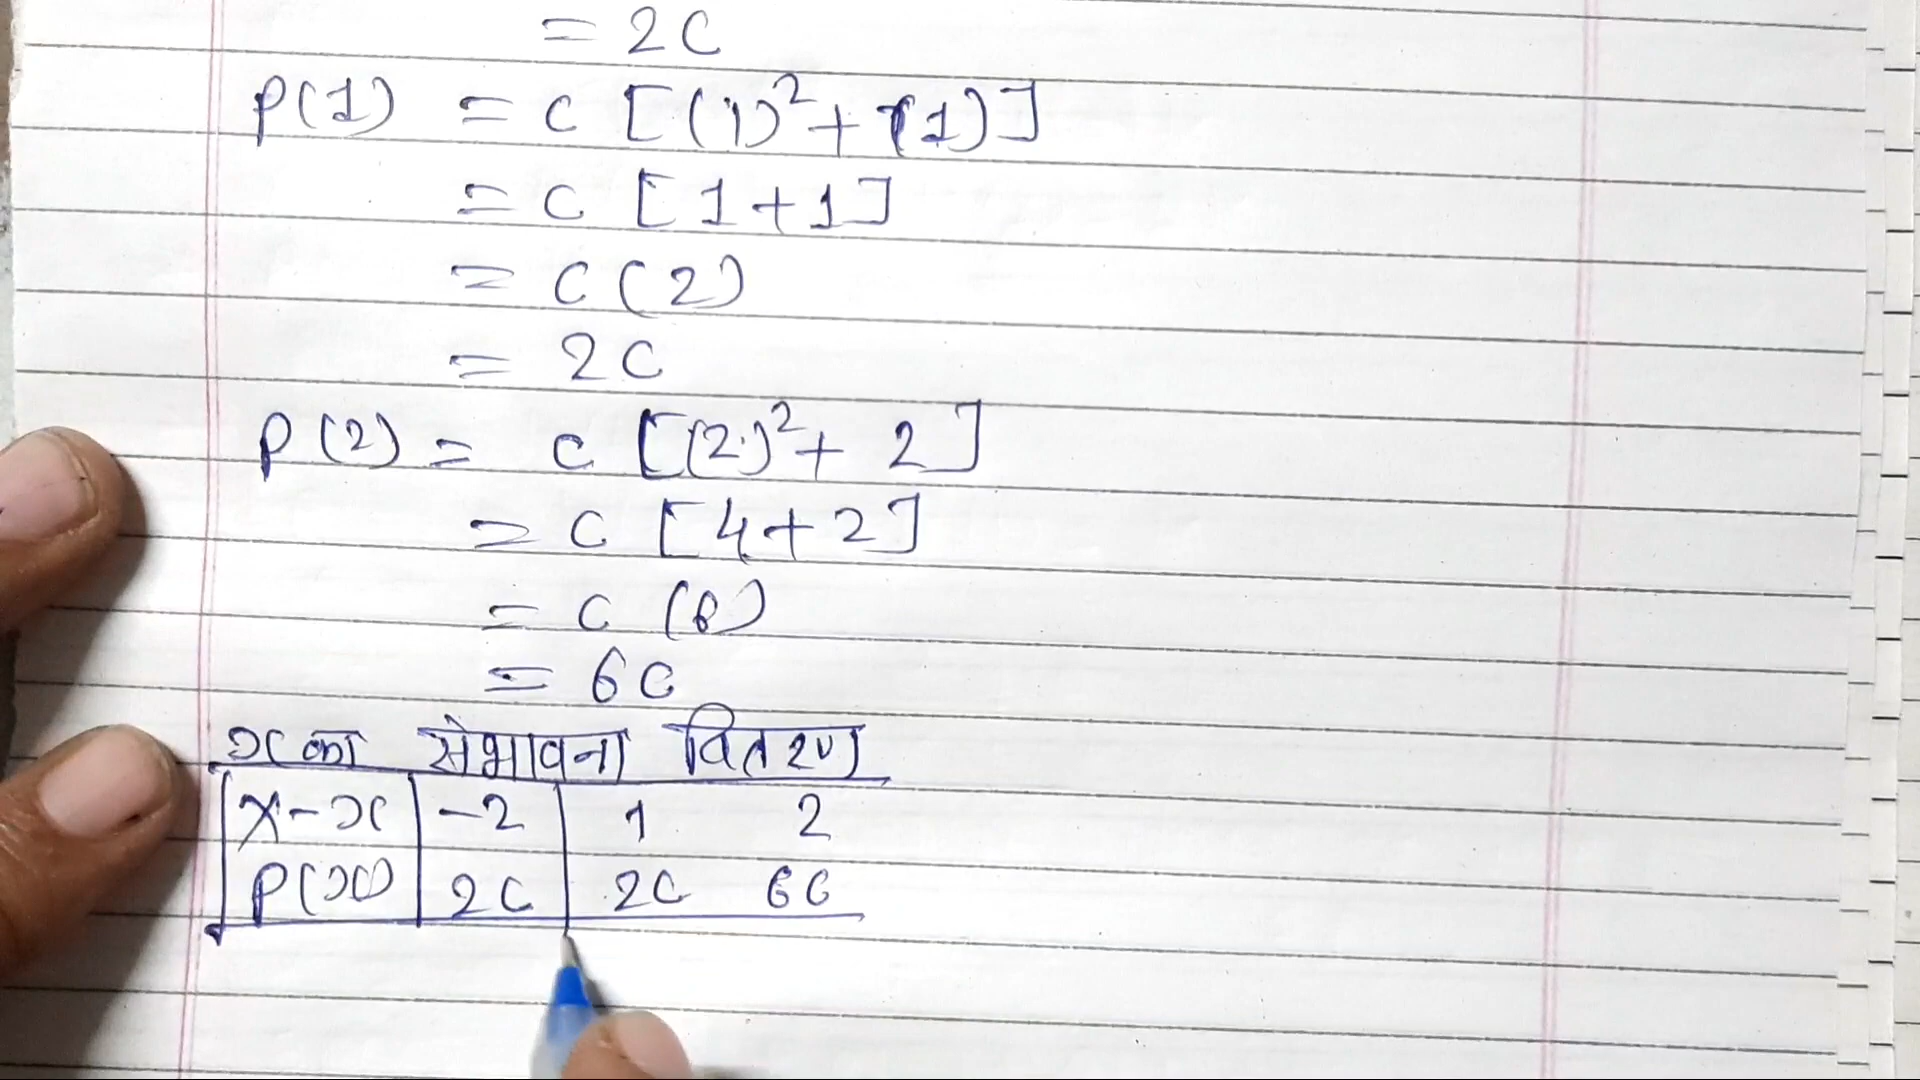 = 2C
P(1) = C [(1)²+(1)]
= C [1+1]
= C (2)
= 2C
P(2) = C [(2)²+ 2]
= C [4+2]
= C (6)
= 6C
x का संभावना वितरण
X-x -2 1 2
P(x) 2C 2C 6C